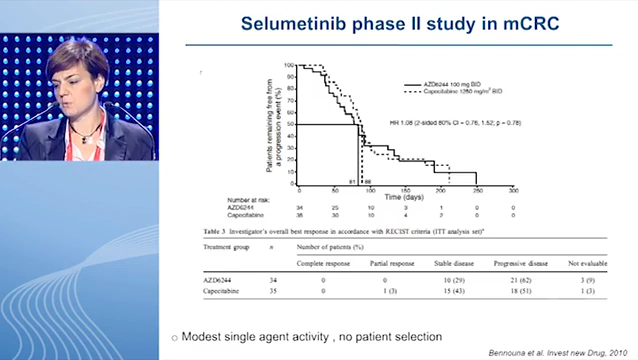 Selumetinib phase II study in mCRC
Patients remaining free from
a progression event (%)
100
90
80
70
60
50
40
30
20
10
0
AZD6244 100 mg BID
Capecitabine 1250 mg/m² BID
HR 1.08 (2-sided 80% CI = 0.76, 1.52; p = 0.78)
81 88
0 50 100 150 200 250 300
Time (days)
Number at risk:
AZD6244 34 25 10 3 1 0
Capecitabine 35 30 10 4 2 0 0
Table 3 Investigator's overall best response in accordance with RECIST criteria (ITT analysis set)ᵃ
Treatment group n Number of patients (%)
Complete response Partial response Stable disease Progressive disease Not evaluable
AZD6244 34 0 0 10 (29) 21 (62) 3 (9)
Capecitabine 35 0 1 (3) 15 (43) 18 (51) 1 (3)
Modest single agent activity , no patient selection
Bennouna et al. Invest new Drug, 2010